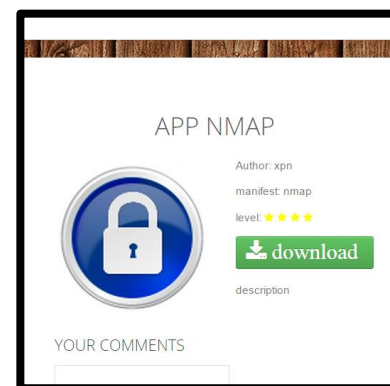 APP NMAP
Author: xpn
manifest: nmap
level:
download
description
YOUR COMMENTS